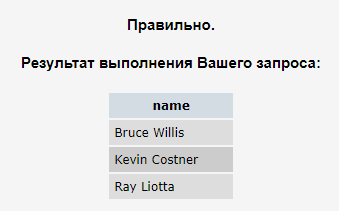 Правильно.
Результат выполнения Вашего запроса:
name
Bruce Willis
Kevin Costner
Ray Liotta